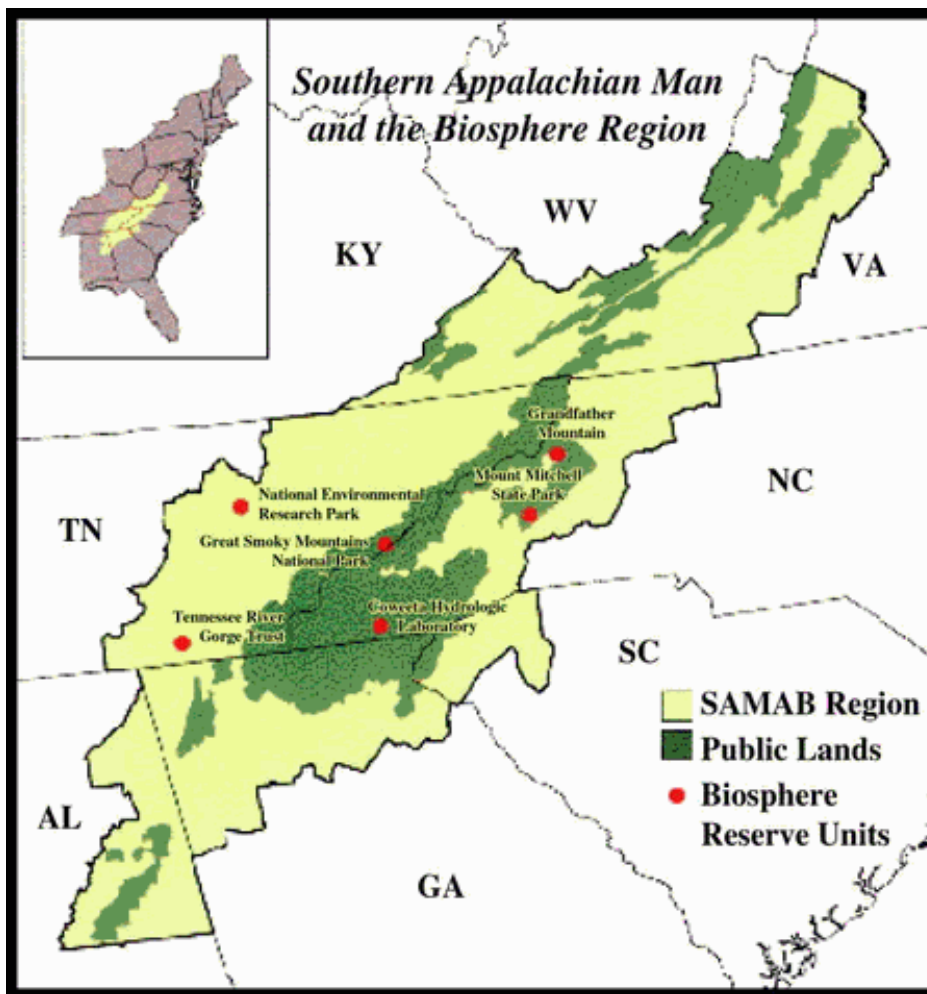 Southern Appalachian Man
and the Biosphere Region
WV
KY
VA
Grandfather
Mountain
Mount Mitchell
State Park
NC
National Environmental
Research Park
TN
Great Smoky Mountains
National Park
Tennessee River
Gorge Trust
Coweeta Hydrologic
Laboratory
SC
SAMAB Region
Public Lands
Biosphere
Reserve Units
AL
GA